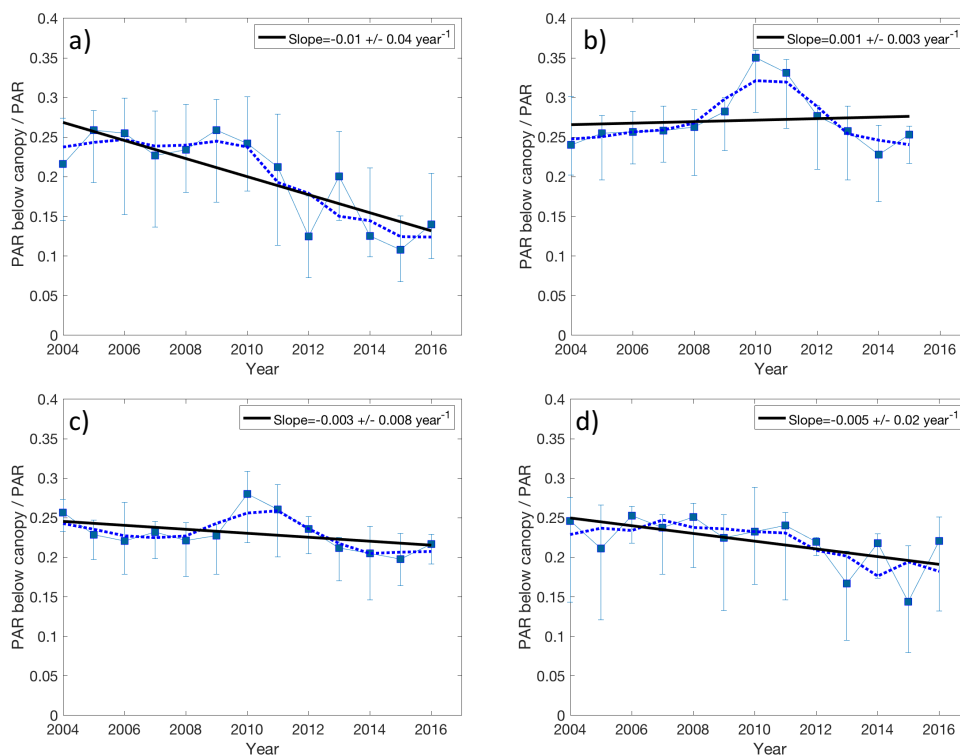 a)
Slope=-0.01 +/- 0.04 year-1
0.4
0.35
0.3
0.25
0.2
0.15
0.1
0.05
0
PAR below canopy / PAR
2004 2006 2008 2010 2012 2014 2016
Year
b)
Slope=0.001 +/- 0.003 year-1
0.4
0.35
0.3
0.25
0.2
0.15
0.1
0.05
0
PAR below canopy / PAR
2004 2006 2008 2010 2012 2014 2016
Year
c)
Slope=-0.003 +/- 0.008 year-1
0.4
0.35
0.3
0.25
0.2
0.15
0.1
0.05
0
PAR below canopy / PAR
2004 2006 2008 2010 2012 2014 2016
Year
d)
Slope=-0.005 +/- 0.02 year-1
0.4
0.35
0.3
0.25
0.2
0.15
0.1
0.05
0
PAR below canopy / PAR
2004 2006 2008 2010 2012 2014 2016
Year